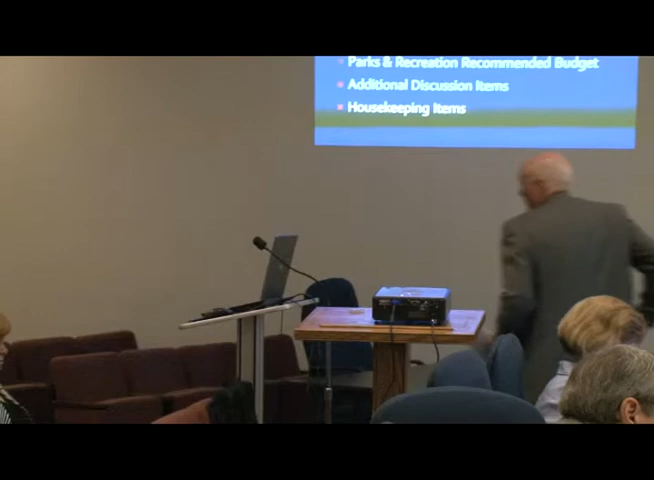 Parks & Recreation Recommended Budget
Additional Discussion Items
Housekeeping Items